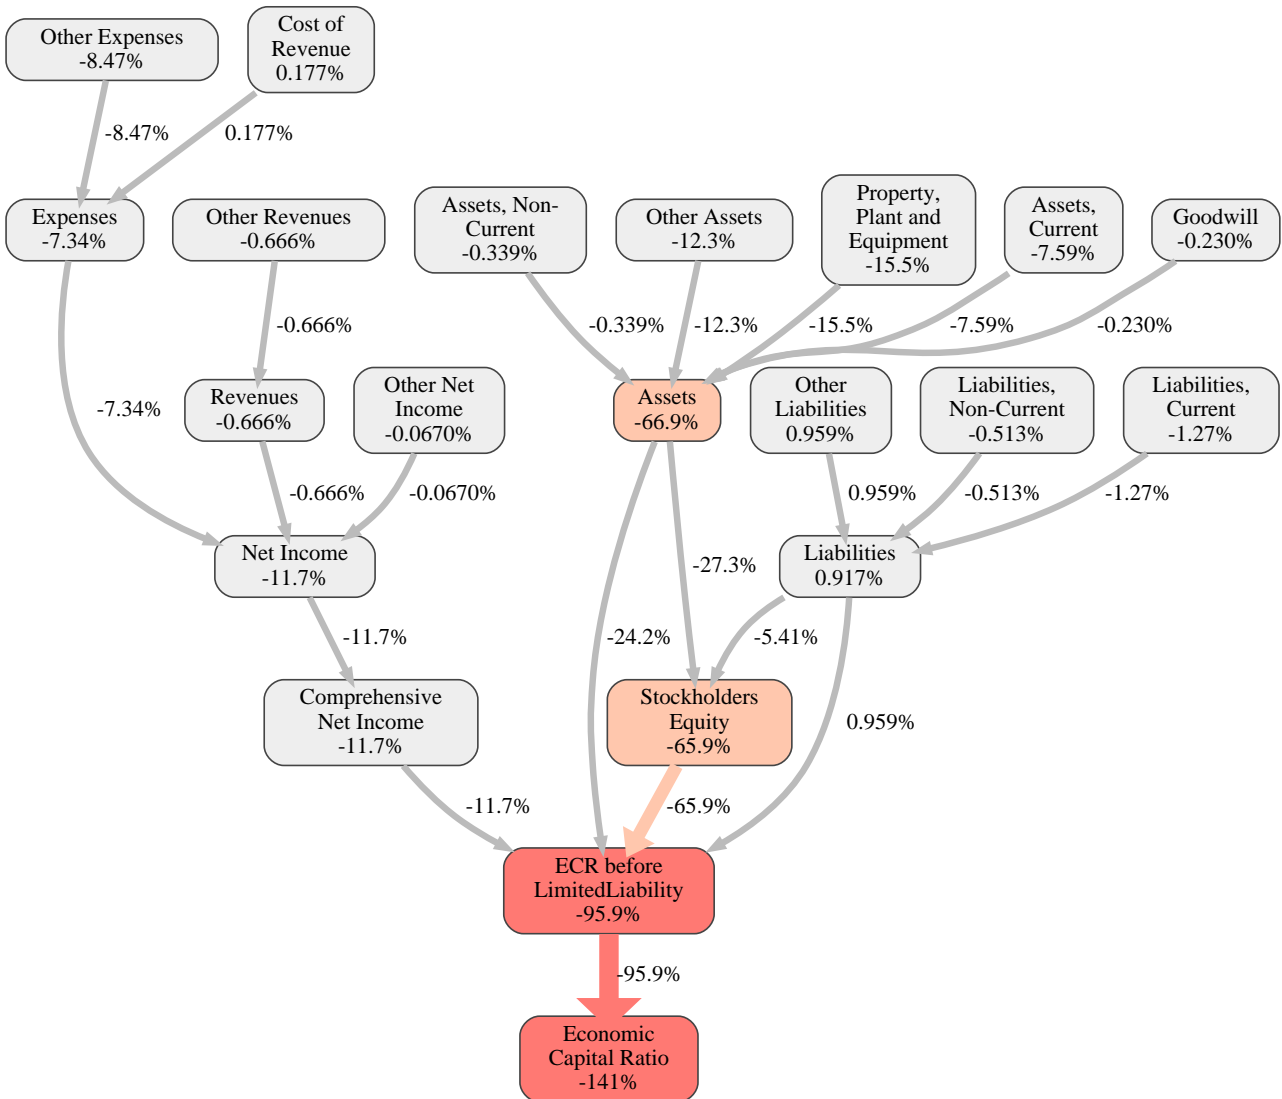 Other Expenses
-8.47%
Cost of
Revenue
0.177%
-8.47%
0.177%
Expenses
-7.34%
Other Revenues
-0.666%
Assets, Non-
Current
-0.339%
Other Assets
-12.3%
Property,
Plant and
Equipment
-15.5%
Assets,
Current
-7.59%
Goodwill
-0.230%
-0.666%
-0.339%
-12.3%
-15.5%
-7.59%
-0.230%
-7.34%
Revenues
-0.666%
Other Net
Income
-0.0670%
Assets
-66.9%
Other
Liabilities
0.959%
Liabilities,
Non-Current
-0.513%
Liabilities,
Current
-1.27%
-0.666%
-0.0670%
0.959%
-0.513%
-1.27%
Net Income
-11.7%
-27.3%
Liabilities
0.917%
-11.7%
-24.2%
-5.41%
Comprehensive
Net Income
-11.7%
Stockholders
Equity
-65.9%
0.959%
-11.7%
-65.9%
ECR before
LimitedLiability
-95.9%
-95.9%
Economic
Capital Ratio
-141%